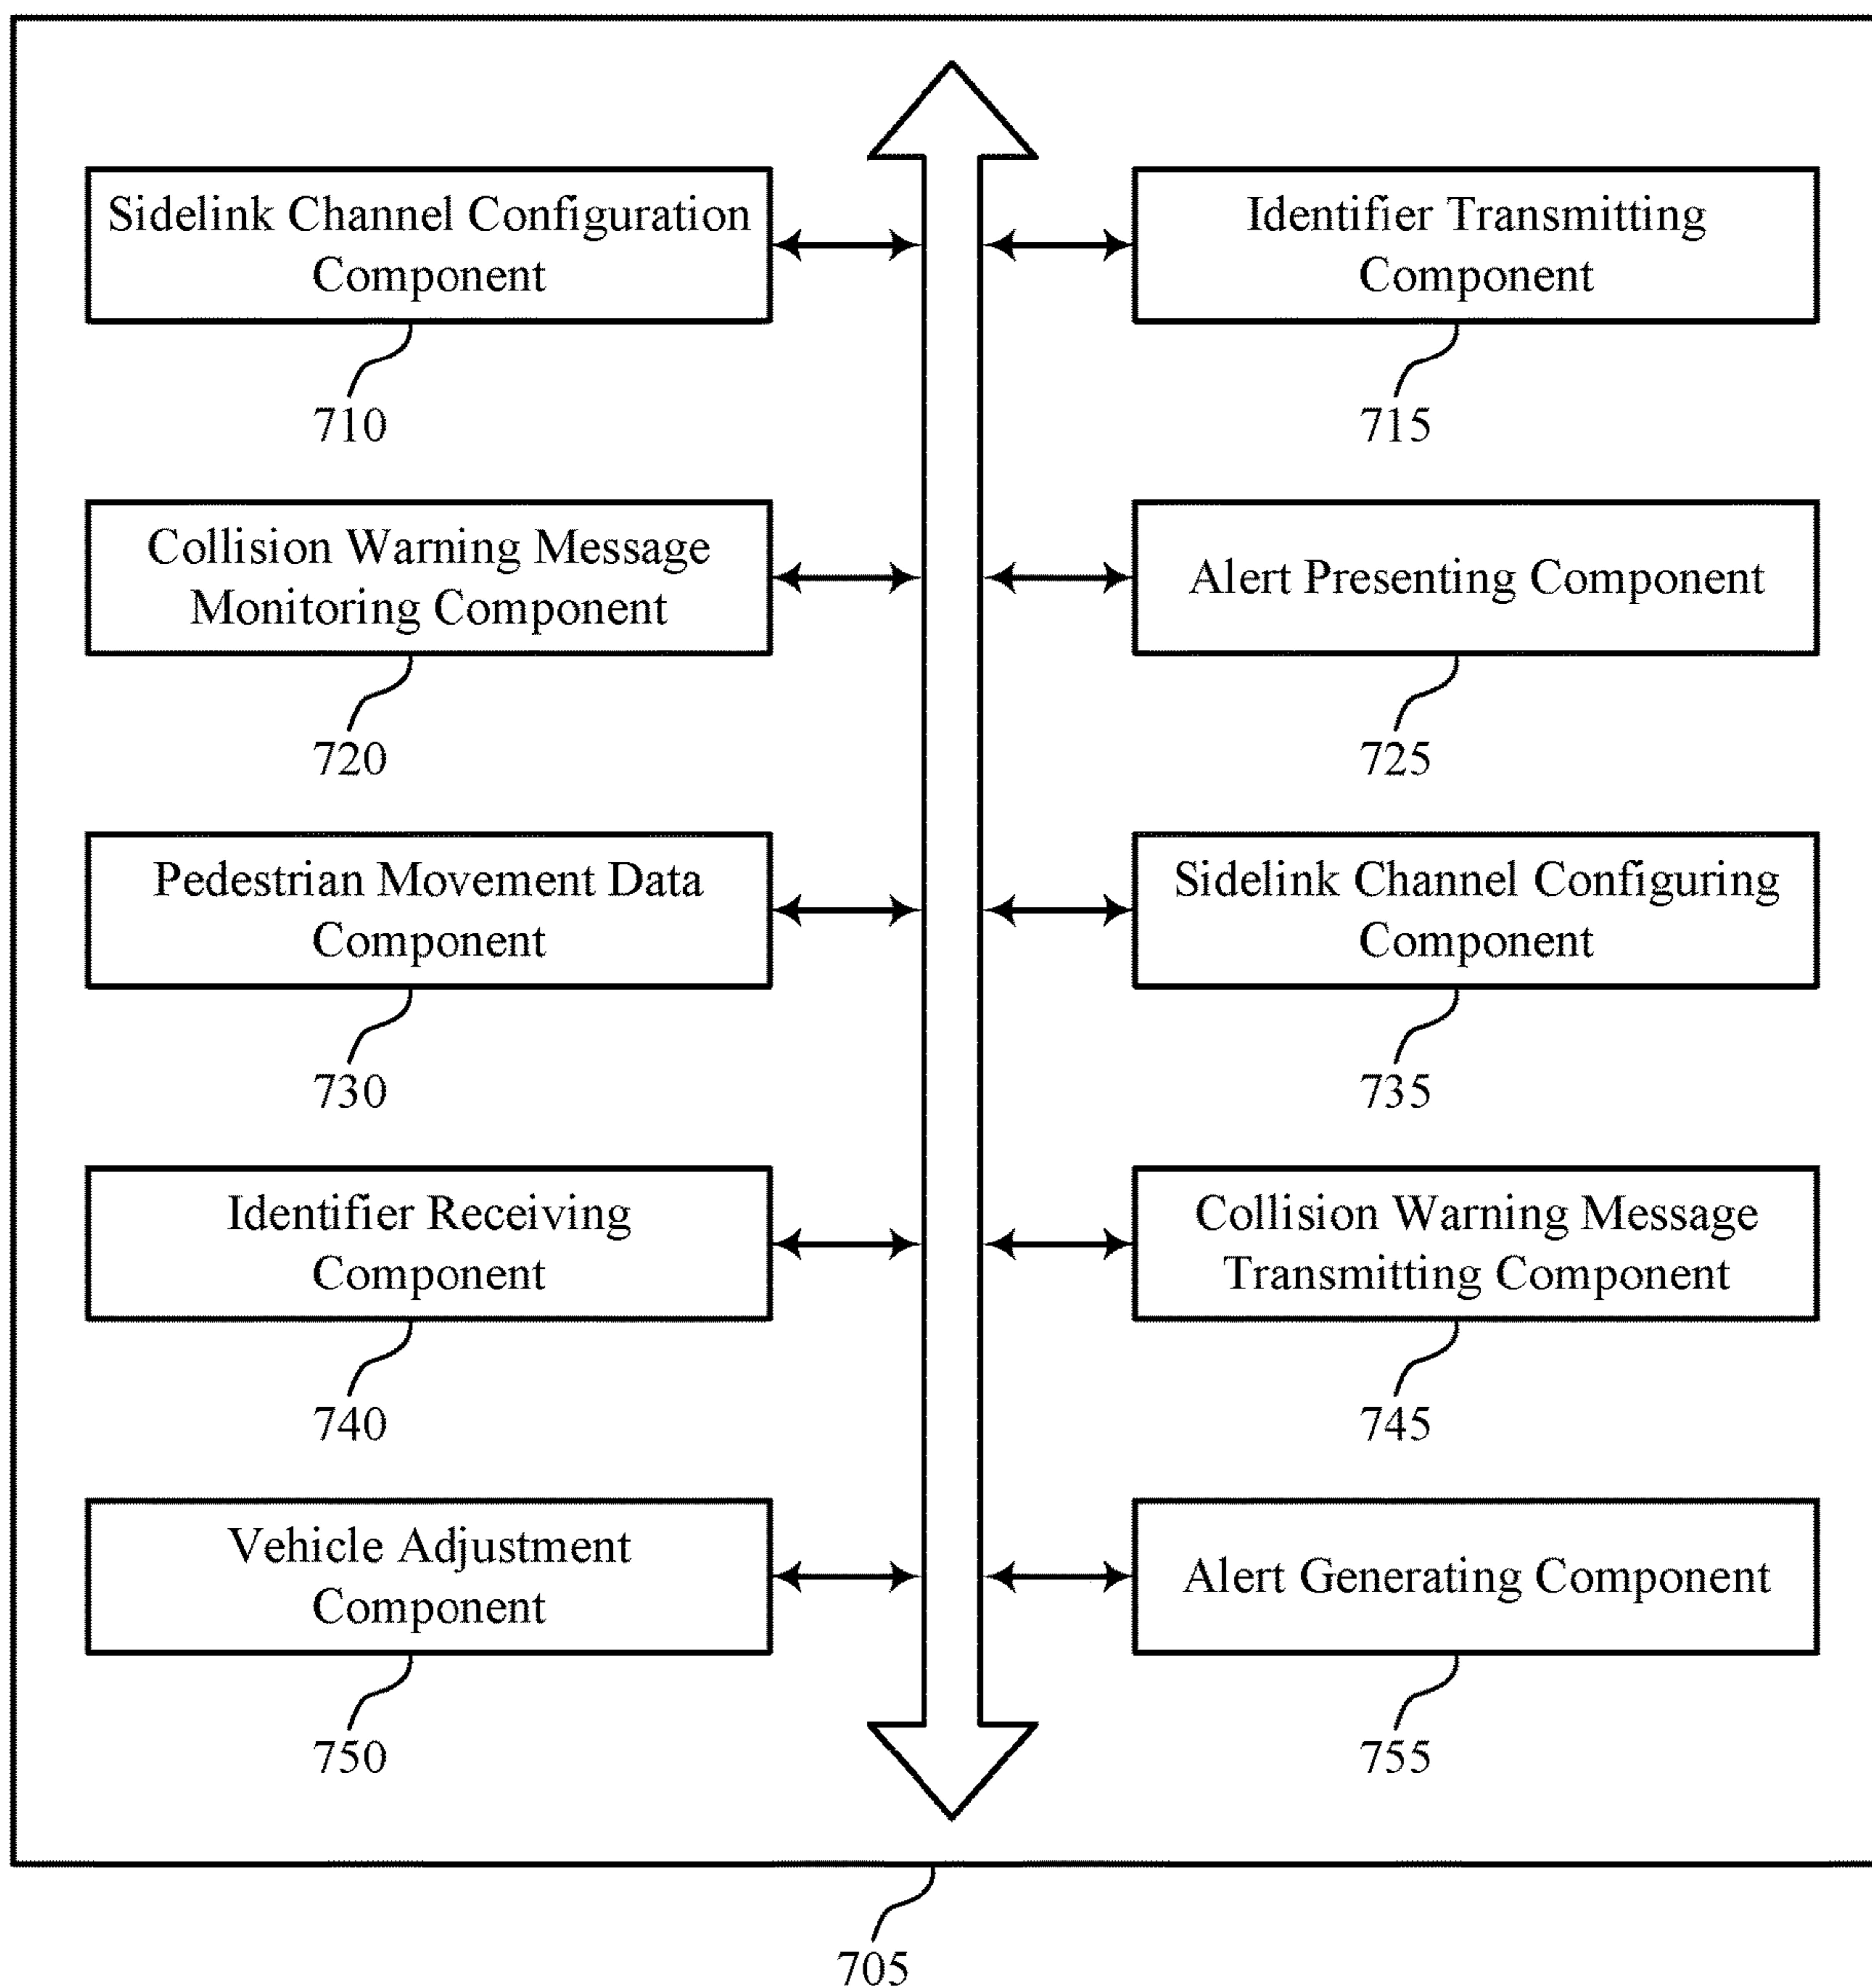 Sidelink Channel Configuration
Component
710
Identifier Transmitting
Component
715
Collision Warning Message
Monitoring Component
720
Alert Presenting Component
725
Pedestrian Movement Data
Component
730
Sidelink Channel Configuring
Component
735
Identifier Receiving
Component
740
Collision Warning Message
Transmitting Component
745
Vehicle Adjustment
Component
750
Alert Generating Component
755
705